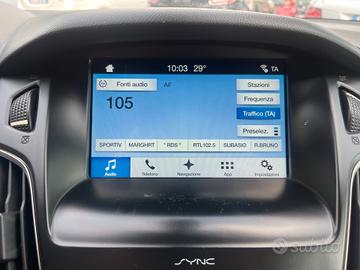 10:03 29° TA
Fonti audio AF Stazioni
105 Frequenza
Traffico (TA)
Preselez.
SPORTIV MARGHRT * RDS * RTL102.5 SUBASIO R.BRUNO
Audio Telefono Navigazione App Impostazioni
SYNC
Subito